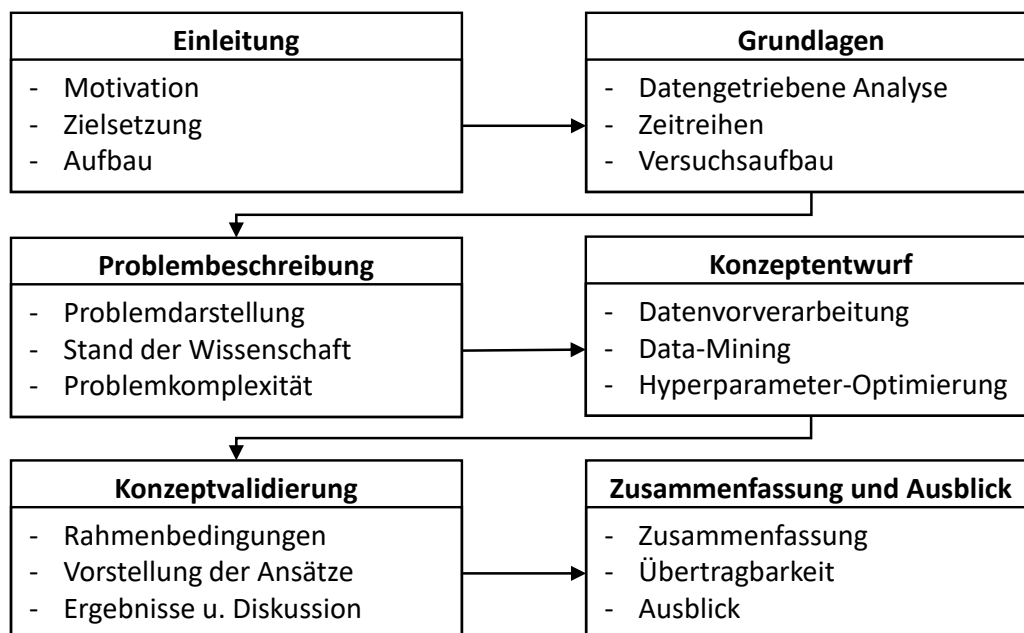 Einleitung
- Motivation
- Zielsetzung
- Aufbau
Grundlagen
- Datengetriebene Analyse
- Zeitreihen
- Versuchsaufbau
Problembeschreibung
- Problemdarstellung
- Stand der Wissenschaft
- Problemkomplexität
Konzeptentwurf
- Datenvorverarbeitung
- Data-Mining
- Hyperparameter-Optimierung
Konzeptvalidierung
- Rahmenbedingungen
- Vorstellung der Ansätze
- Ergebnisse u. Diskussion
Zusammenfassung und Ausblick
- Zusammenfassung
- Übertragbarkeit
- Ausblick